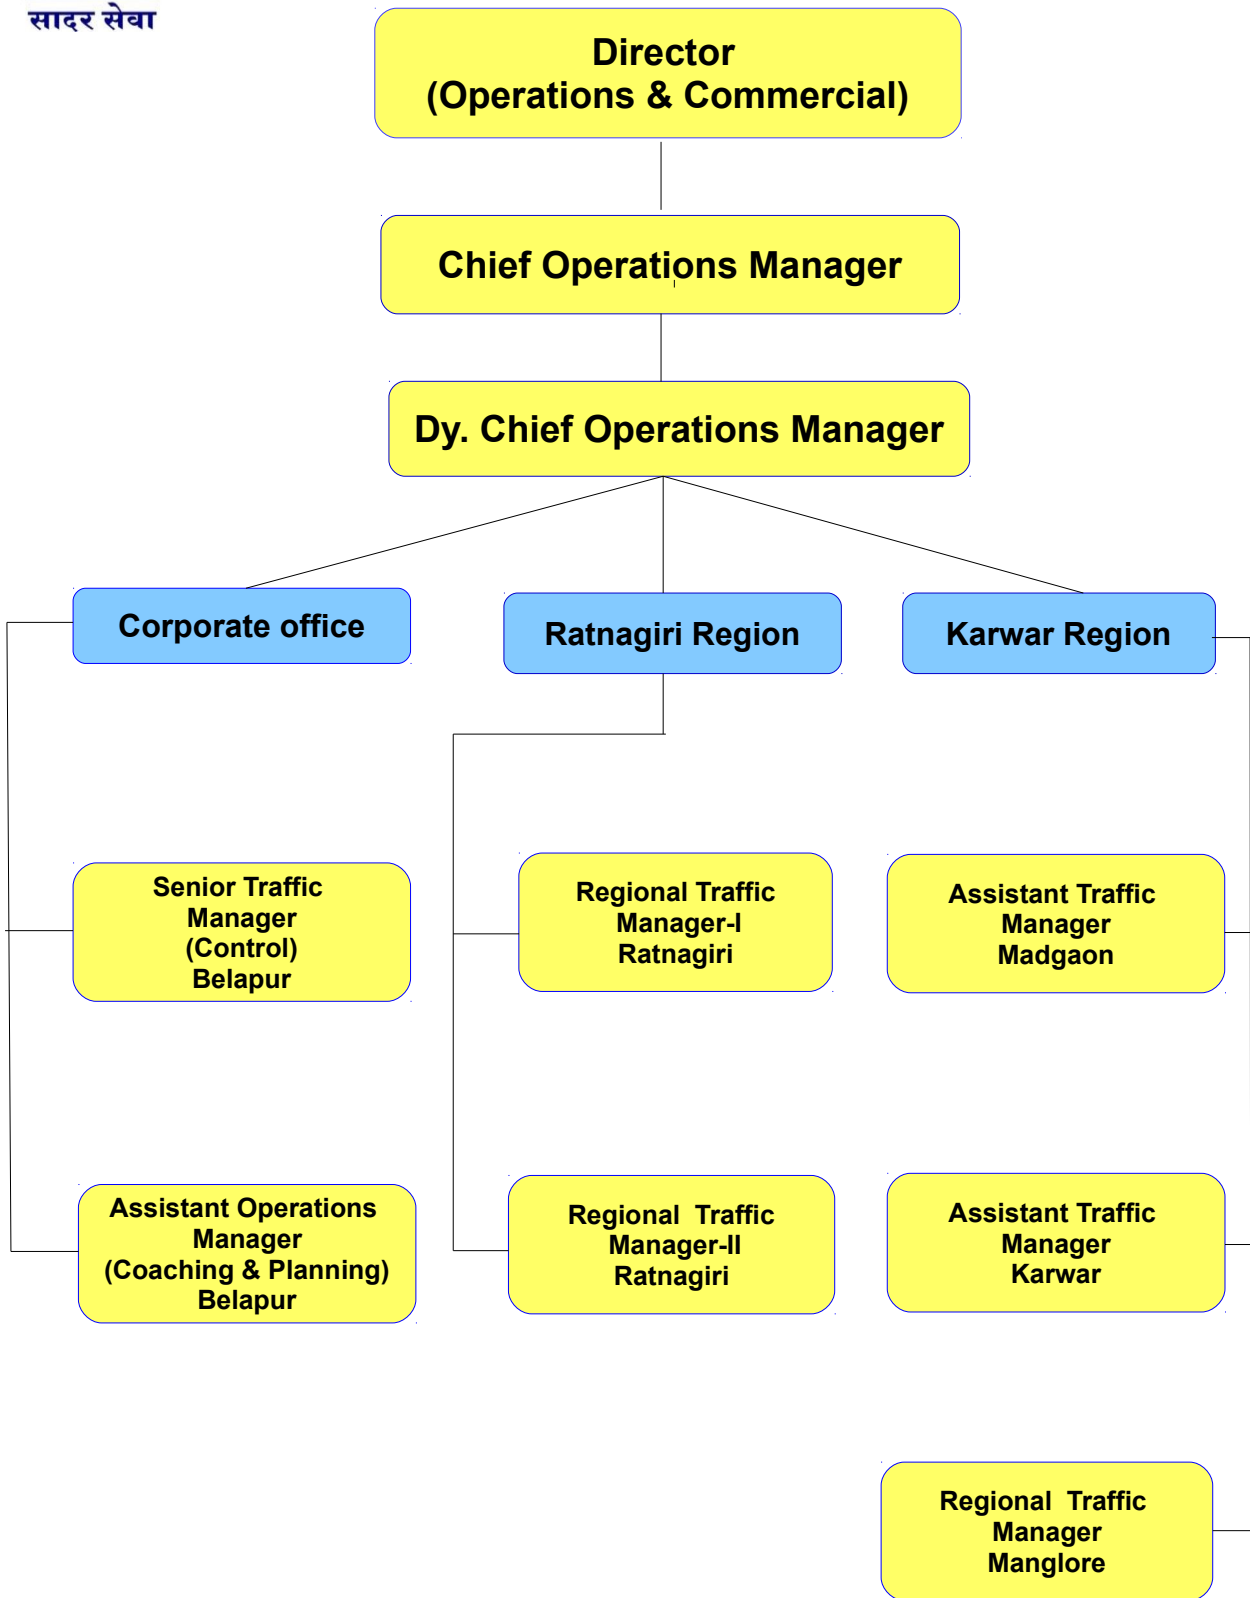 सादर सेवा
Director
(Operations & Commercial)
Chief Operations Manager
Dy. Chief Operations Manager
Corporate office
Ratnagiri Region
Karwar Region
Senior Traffic
Manager
(Control)
Belapur
Regional Traffic
Manager-I
Ratnagiri
Assistant Traffic
Manager
Madgaon
Assistant Operations
Manager
(Coaching & Planning)
Belapur
Regional Traffic
Manager-II
Ratnagiri
Assistant Traffic
Manager
Karwar
Regional Traffic
Manager
Manglore